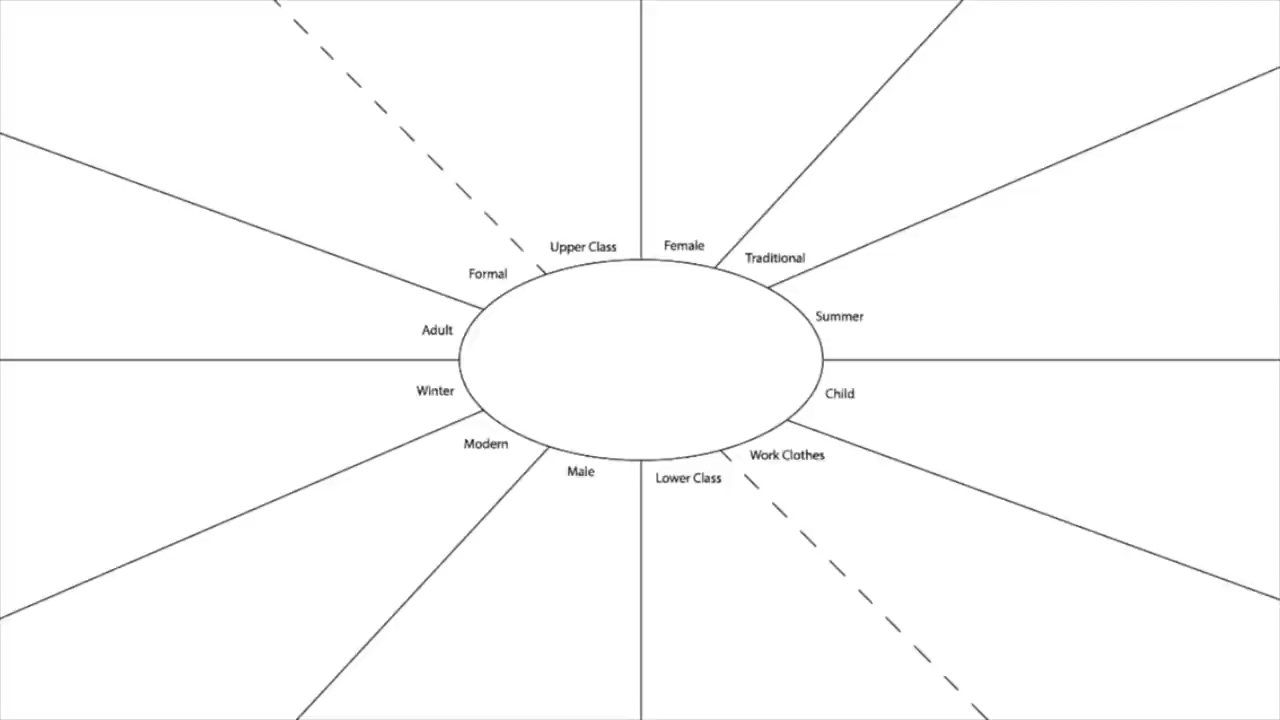 Upper Class
Female
Traditional
Formal
Summer
Adult
Winter
Child
Modern
Work Clothes
Male
Lower Class